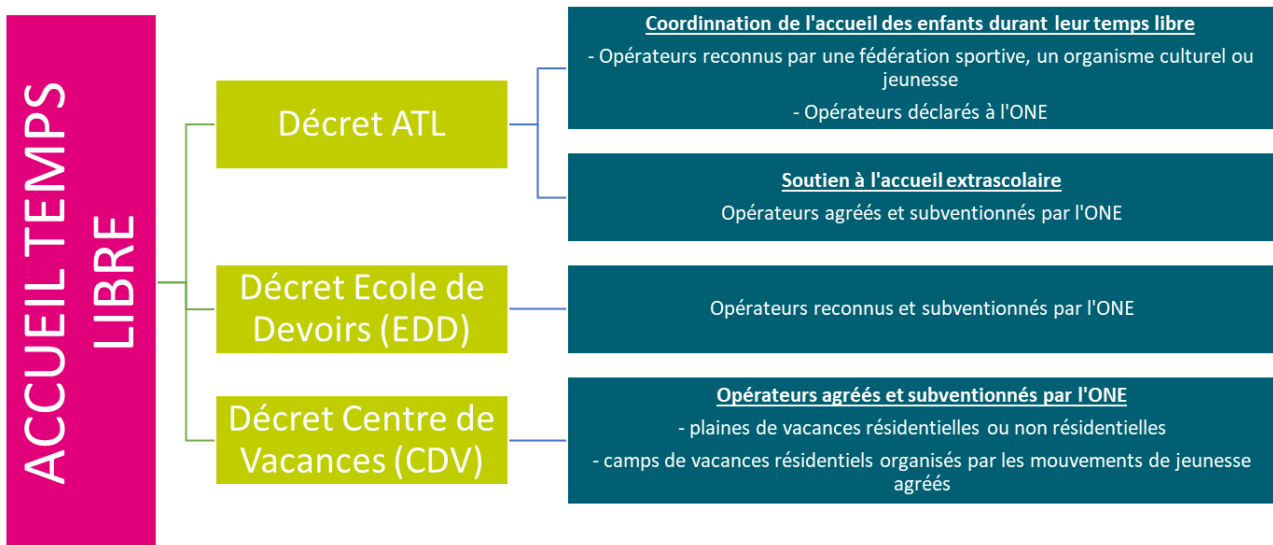 ACCUEIL TEMPS
LIBRE
Décret ATL
Coordinnation de l'accueil des enfants durant leur temps libre
- Opérateurs reconnus par une fédération sportive, un organisme culturel ou
jeunesse
- Opérateurs déclarés à l'ONE
Soutien à l'accueil extrascolaire
Opérateurs agréés et subventionnés par l'ONE
Décret Ecole de
Devoirs (EDD)
Opérateurs reconnus et subventionnés par l'ONE
Décret Centre de
Vacances (CDV)
Opérateurs agréés et subventionnés par l'ONE
- plaines de vacances résidentielles ou non résidentielles
- camps de vacances résidentiels organisés par les mouvements de jeunesse
agréés